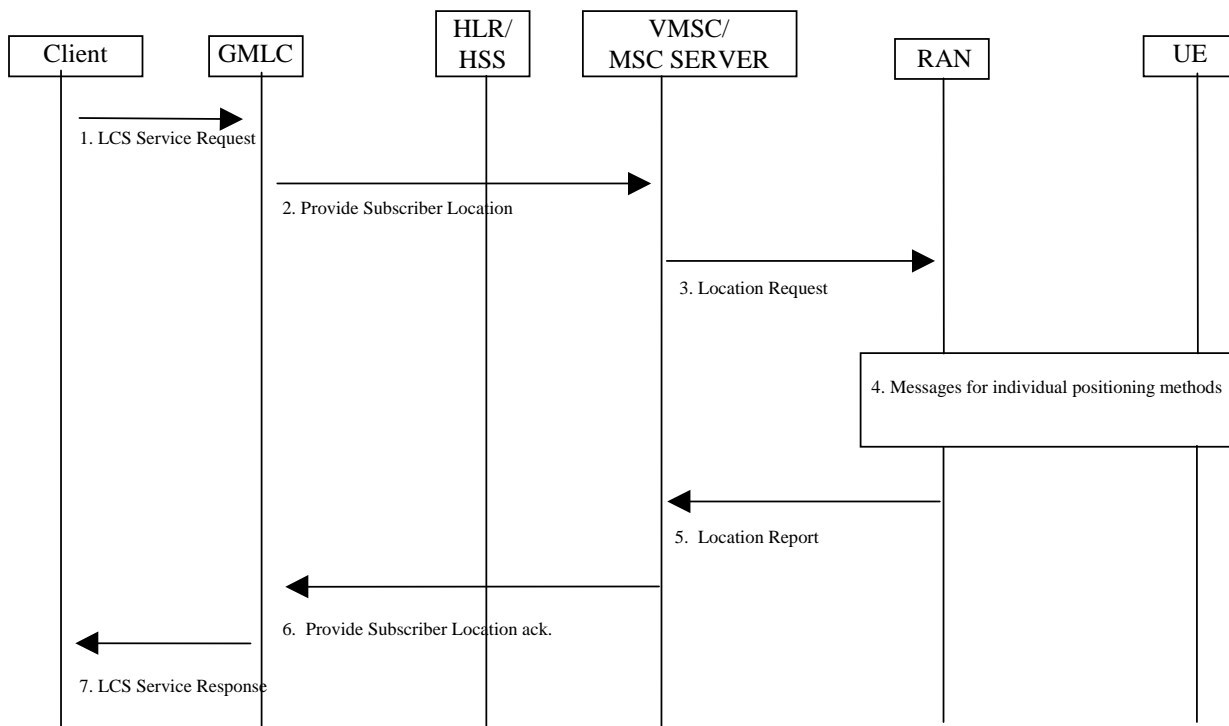 Client
GMLC
HLR/
HSS
VMSC/
MSC SERVER
RAN
UE
1. LCS Service Request
2. Provide Subscriber Location
3. Location Request
4. Messages for individual positioning methods
5. Location Report
6. Provide Subscriber Location ack.
7. LCS Service Response